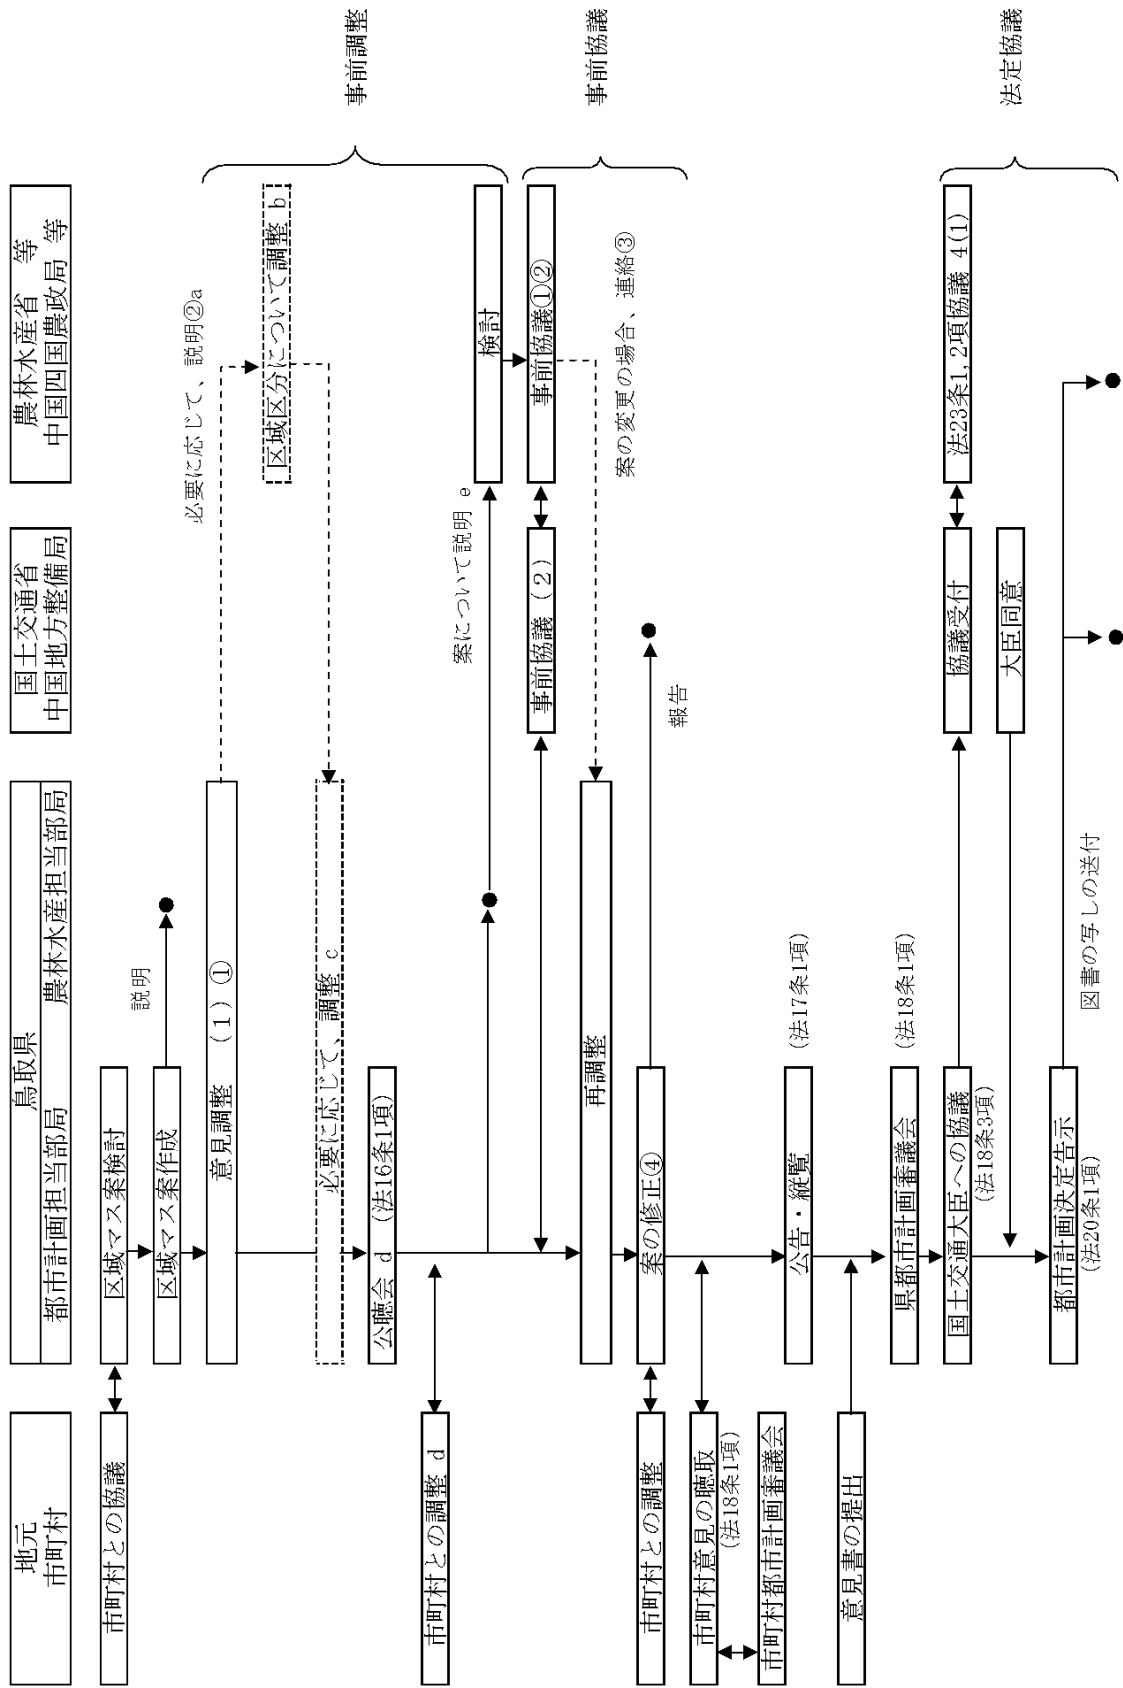 地元
市町村
鳥取県
都市計画担当部局
農林水産担当部局
国土交通省
中国地方整備局
農林水産省 等
中国四国農政局 等
市町村との協議
区域マス案検討
区域マス案作成
説明
意見調整 (1)①
必要に応じて、説明②a
区域区分について調整 b
必要に応じて、調整 c
公聴会 d (法16条1項)
市町村との調整 d
案について説明 e
検討
事前調整
事前協議(2)
事前協議①②
事前協議
再調整
案の変更の場合、連絡③
市町村との調整
案の修正④
報告
市町村意見の聴取
(法18条1項)
市町村都市計画審議会
公告・縦覧
(法17条1項)
意見書の提出
県都市計画審議会
(法18条1項)
国土交通大臣への協議
(法18条3項)
協議受付
法23条1,2項協議 4(1)
大臣同意
法定協議
都市計画決定告示
(法20条1項)
図書の写しの送付